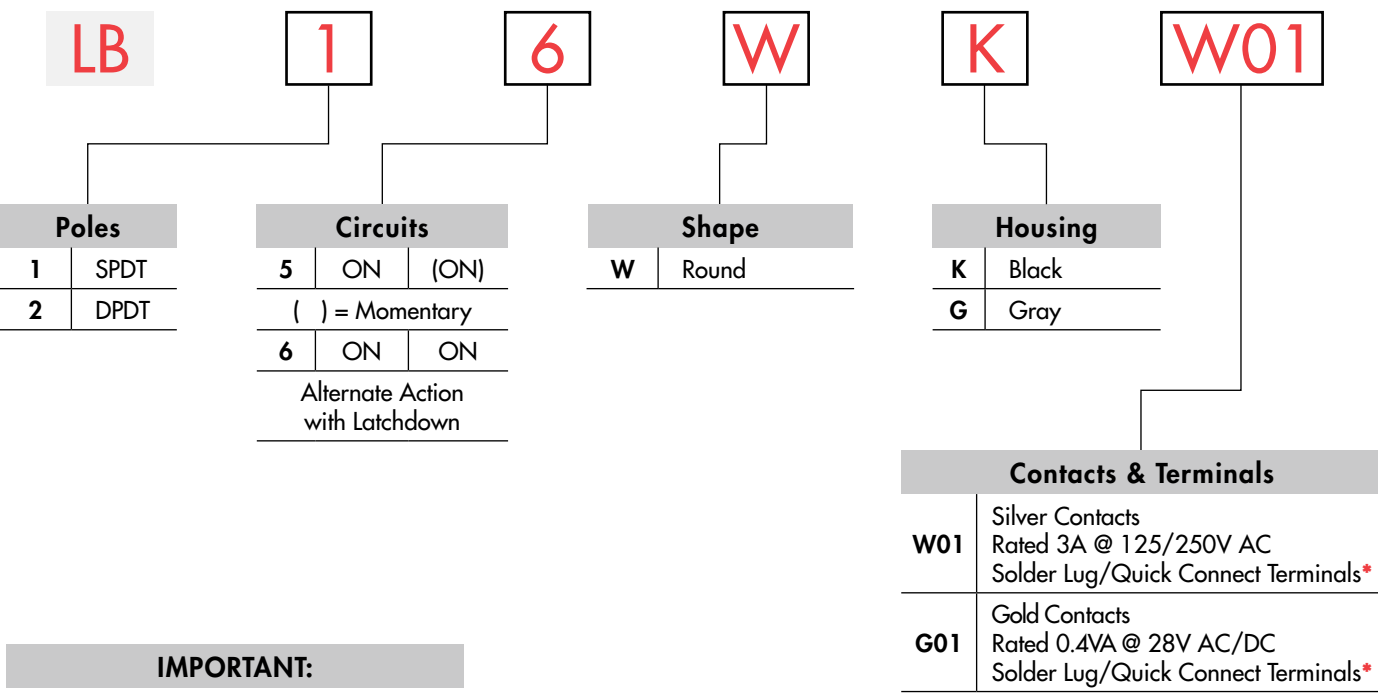 LB 1 6 W K W01
Poles
1 SPDT
2 DPDT
Circuits
5 ON (ON)
( ) = Momentary
6 ON ON
Alternate Action
with Latchdown
Shape
W Round
Housing
K Black
G Gray
Contacts & Terminals
W01
Silver Contacts
Rated 3A @ 125/250V AC
Solder Lug/Quick Connect Terminals*
G01
Gold Contacts
Rated 0.4VA @ 28V AC/DC
Solder Lug/Quick Connect Terminals*
IMPORTANT: